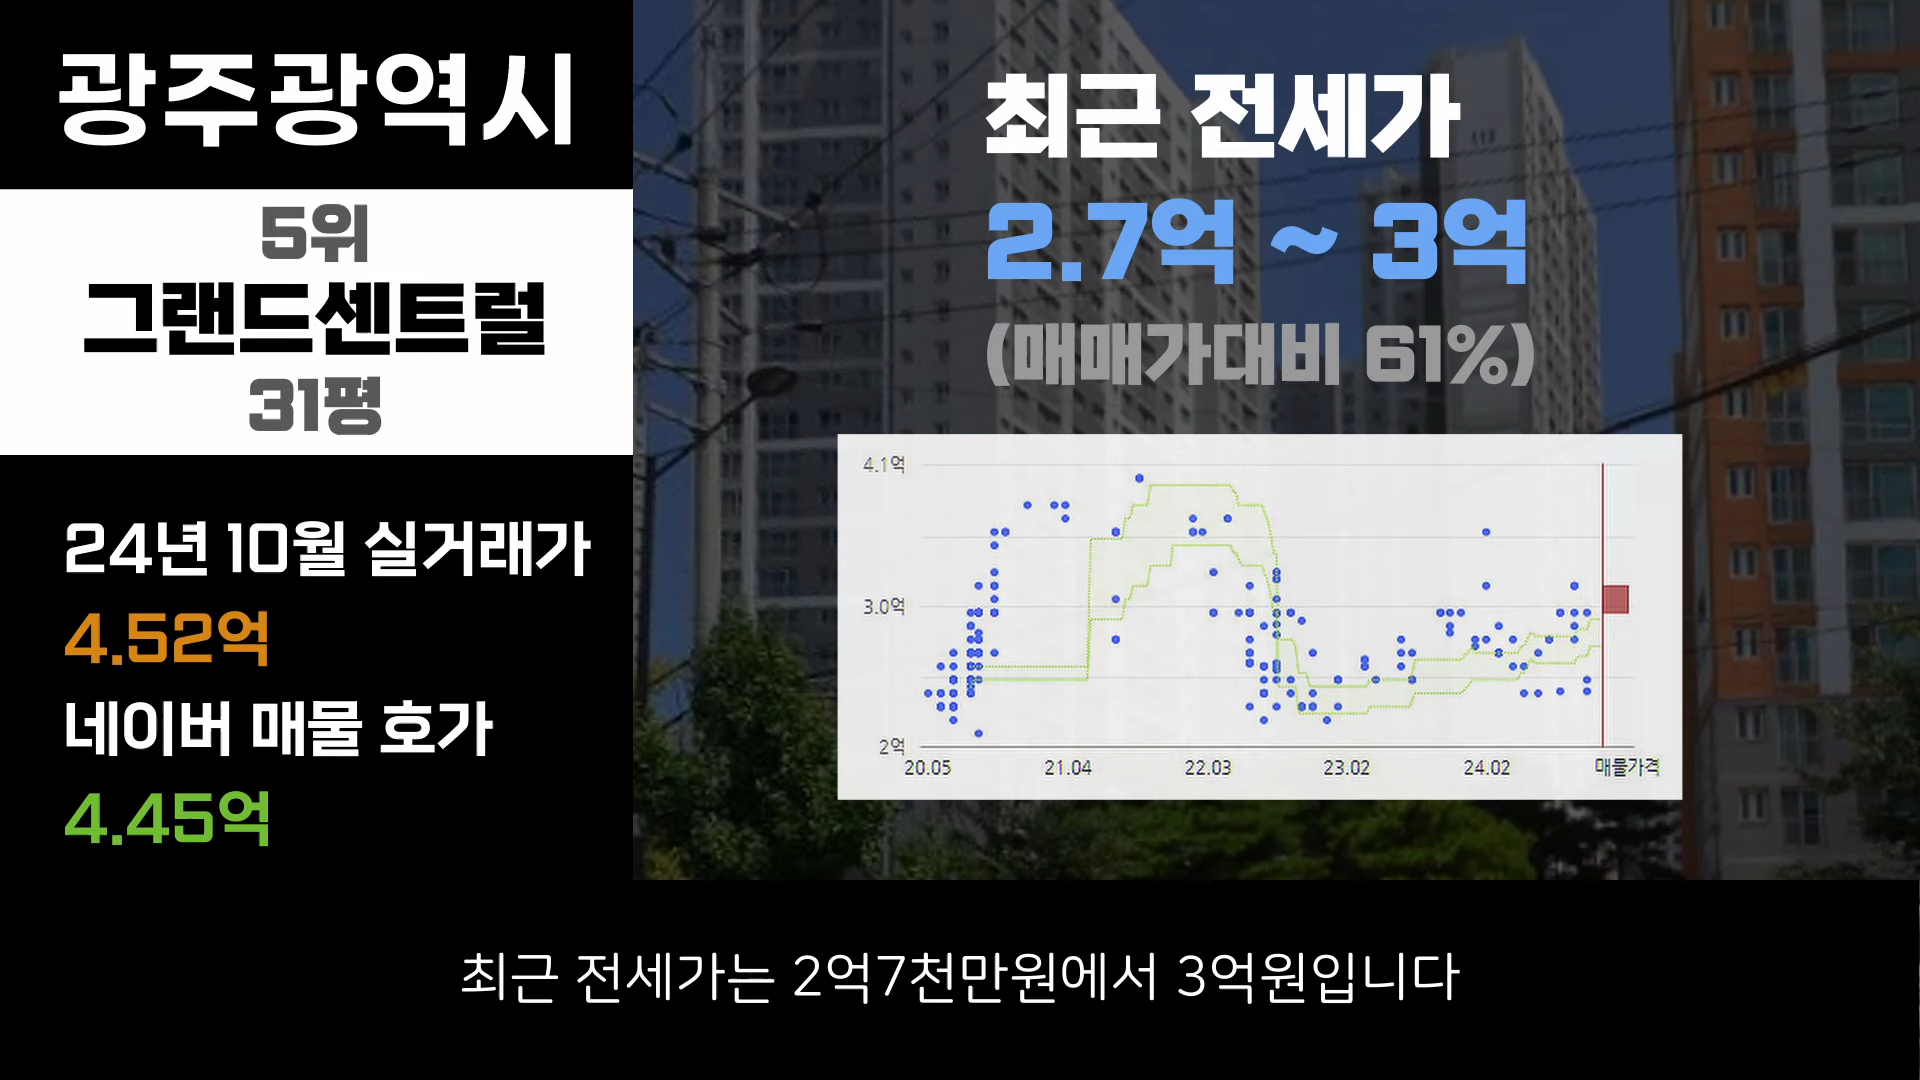 광주광역시
5위
그랜드센트럴
31평
24년 10월 실거래가
4.52억
네이버 매물 호가
4.45억
최근 전세가
2.7억 ~ 3억
(매매가대비 61%)
4.1억
3.0억
2억
20.05 21.04 22.03 23.02 24.02 매물가격
최근 전세가는 2억7천만원에서 3억원입니다